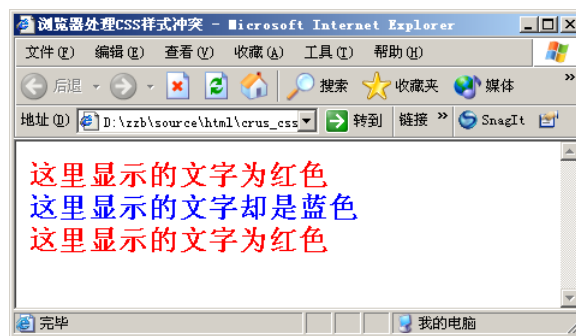 浏览器处理CSS样式冲突 - Microsoft Internet Explorer
文件(F) 编辑(E) 查看(V) 收藏(A) 工具(T) 帮助(H)
后退 搜索 收藏夹 媒体 »
地址(D) D:\zzb\source\html\crus_css 转到 链接 » SnagIt
这里显示的文字为红色
这里显示的文字却是蓝色
这里显示的文字为红色
完毕 我的电脑